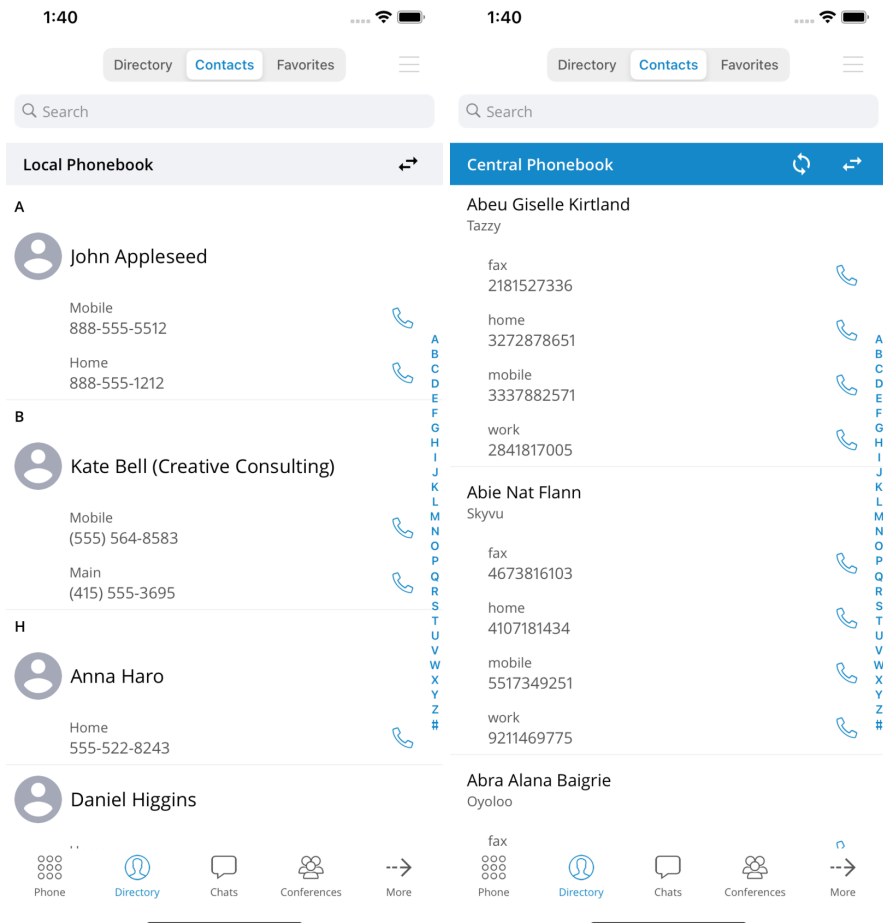 1:40
Directory Contacts Favorites
Search
Local Phonebook
A
John Appleseed
Mobile
888-555-5512
Home
888-555-1212
B
Kate Bell (Creative Consulting)
Mobile
(555) 564-8583
Main
(415) 555-3695
H
Anna Haro
Home
555-522-8243
Daniel Higgins
A
B
C
D
E
F
G
H
I
J
K
L
M
N
O
P
Q
R
S
T
U
V
W
X
Y
Z
#
Phone Directory Chats Conferences More
1:40
Directory Contacts Favorites
Search
Central Phonebook
Abeu Giselle Kirtland
Tazzy
fax
2181527336
home
3272878651
mobile
3337882571
work
2841817005
Abie Nat Flann
Skyvu
fax
4673816103
home
4107181434
mobile
5517349251
work
9211469775
Abra Alana Baigrie
Oyoloo
fax
A
B
C
D
E
F
G
H
I
J
K
L
M
N
O
P
Q
R
S
T
U
V
W
X
Y
Z
#
Phone Directory Chats Conferences More